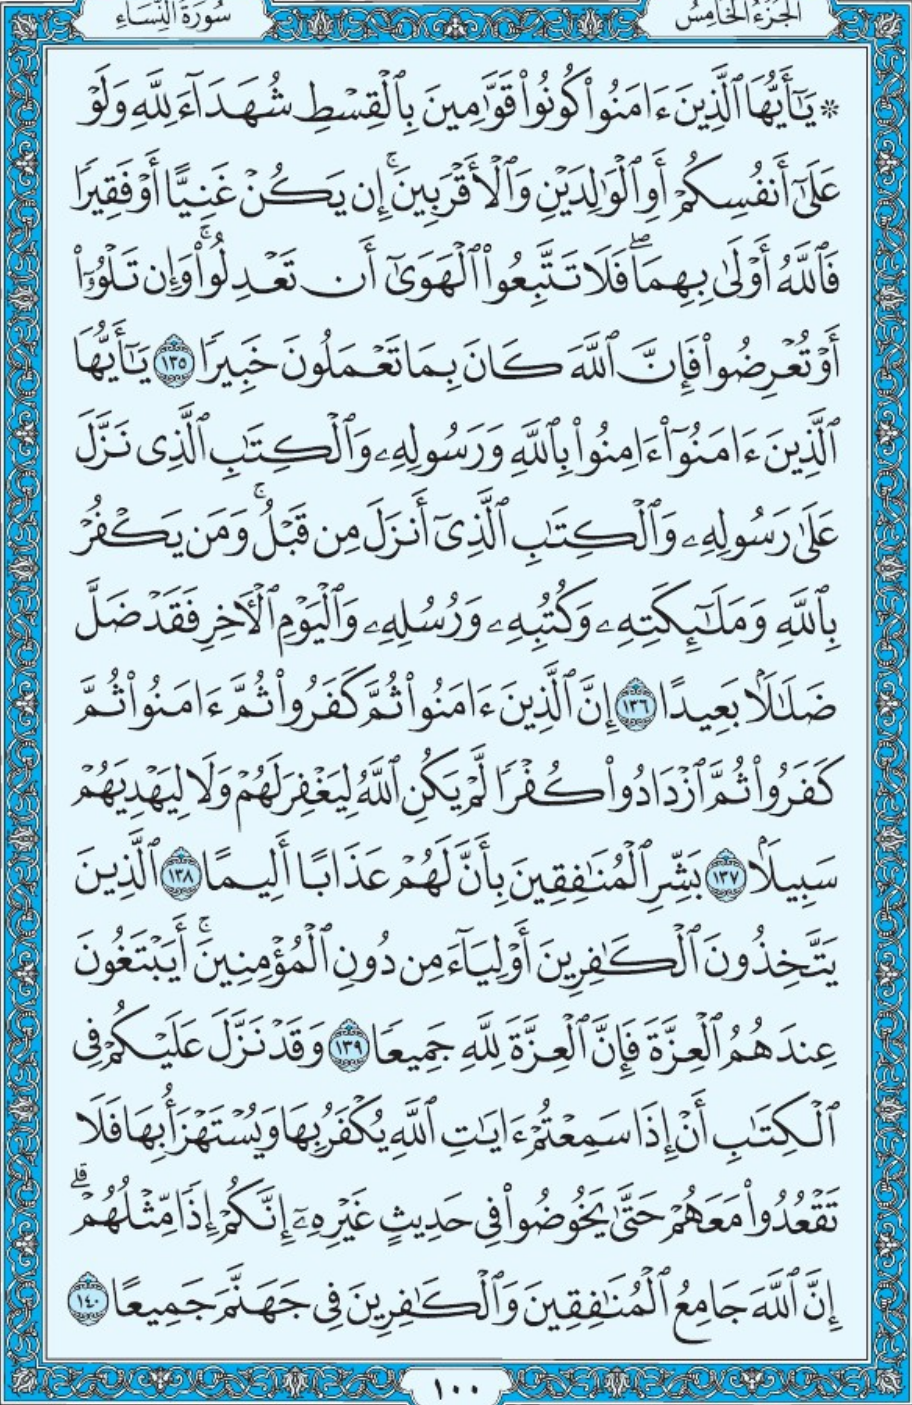 الجزء الخامس
سورة النساء
۞ يَٰٓأَيُّهَا ٱلَّذِينَ ءَامَنُوا۟ كُونُوا۟ قَوَّٰمِينَ بِٱلْقِسْطِ شُهَدَآءَ لِلَّهِ وَلَوْ
عَلَىٰٓ أَنفُسِكُمْ أَوِ ٱلْوَٰلِدَيْنِ وَٱلْأَقْرَبِينَ ۚ إِن يَكُنْ غَنِيًّا أَوْ فَقِيرًا
فَٱللَّهُ أَوْلَىٰ بِهِمَا ۖ فَلَا تَتَّبِعُوا۟ ٱلْهَوَىٰٓ أَن تَعْدِلُوا۟ ۚ وَإِن تَلْوُۥٓا۟
أَوْ تُعْرِضُوا۟ فَإِنَّ ٱللَّهَ كَانَ بِمَا تَعْمَلُونَ خَبِيرًا ١٣٥ يَٰٓأَيُّهَا
ٱلَّذِينَ ءَامَنُوٓا۟ ءَامِنُوا۟ بِٱللَّهِ وَرَسُولِهِۦ وَٱلْكِتَٰبِ ٱلَّذِى نَزَّلَ
عَلَىٰ رَسُولِهِۦ وَٱلْكِتَٰبِ ٱلَّذِىٓ أَنزَلَ مِن قَبْلُ ۚ وَمَن يَكْفُرْ
بِٱللَّهِ وَمَلَٰٓئِكَتِهِۦ وَكُتُبِهِۦ وَرُسُلِهِۦ وَٱلْيَوْمِ ٱلْءَاخِرِ فَقَدْ ضَلَّ
ضَلَٰلًۢا بَعِيدًا ١٣٦ إِنَّ ٱلَّذِينَ ءَامَنُوا۟ ثُمَّ كَفَرُوا۟ ثُمَّ ءَامَنُوا۟ ثُمَّ
كَفَرُوا۟ ثُمَّ ٱزْدَادُوا۟ كُفْرًا لَّمْ يَكُنِ ٱللَّهُ لِيَغْفِرَ لَهُمْ وَلَا لِيَهْدِيَهُمْ
سَبِيلًۢا ١٣٧ بَشِّرِ ٱلْمُنَٰفِقِينَ بِأَنَّ لَهُمْ عَذَابًا أَلِيمًا ١٣٨ ٱلَّذِينَ
يَتَّخِذُونَ ٱلْكَٰفِرِينَ أَوْلِيَآءَ مِن دُونِ ٱلْمُؤْمِنِينَ ۚ أَيَبْتَغُونَ
عِندَهُمُ ٱلْعِزَّةَ فَإِنَّ ٱلْعِزَّةَ لِلَّهِ جَمِيعًا ١٣٩ وَقَدْ نَزَّلَ عَلَيْكُمْ فِى
ٱلْكِتَٰبِ أَنْ إِذَا سَمِعْتُمْ ءَايَٰتِ ٱللَّهِ يُكْفَرُ بِهَا وَيُسْتَهْزَأُ بِهَا فَلَا
تَقْعُدُوا۟ مَعَهُمْ حَتَّىٰ يَخُوضُوا۟ فِى حَدِيثٍ غَيْرِهِۦٓ ۚ إِنَّكُمْ إِذًا مِّثْلُهُمْ ۗ
إِنَّ ٱللَّهَ جَامِعُ ٱلْمُنَٰفِقِينَ وَٱلْكَٰفِرِينَ فِى جَهَنَّمَ جَمِيعًا ١٤٠
١٠٠